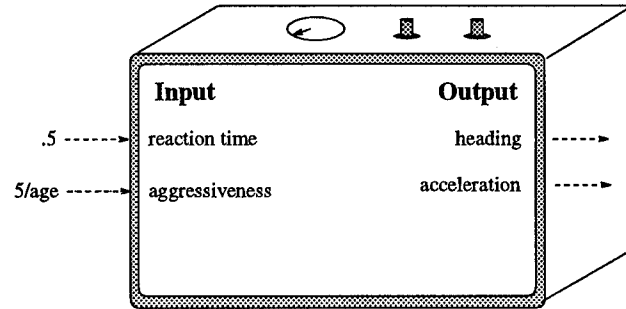 Input Output
.5 reaction time heading
5/age aggressiveness acceleration